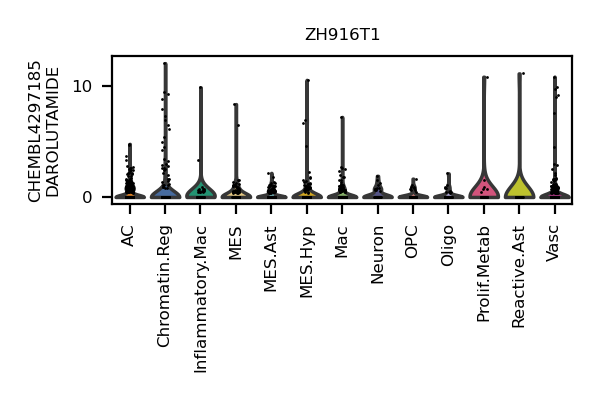 ZH916T1
CHEMBL4297185
DAROLUTAMIDE
10
0
AC
Chromatin.Reg
Inflammatory.Mac
MES
MES.Ast
MES.Hyp
Mac
Neuron
OPC
Oligo
Prolif.Metab
Reactive.Ast
Vasc